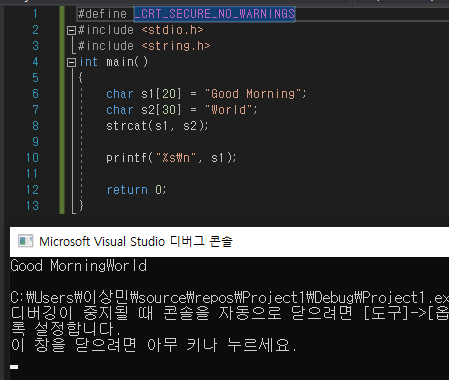 1 #define _CRT_SECURE_NO_WARNINGS
2 #include <stdio.h>
3 #include <string.h>
4 int main()
5 {
6 char s1[20] = "Good Morning";
7 char s2[30] = "World";
8 strcat(s1, s2);
9
10 printf("%s₩n", s1);
11
12 return 0;
13 }
Microsoft Visual Studio 디버그 콘솔
Good MorningWorld
C:₩Users₩이상민₩source₩repos₩Project1₩Debug₩Project1.ex
디버깅이 중지될 때 콘솔을 자동으로 닫으려면 [도구]->[옵
록 설정합니다.
이 창을 닫으려면 아무 키나 누르세요.